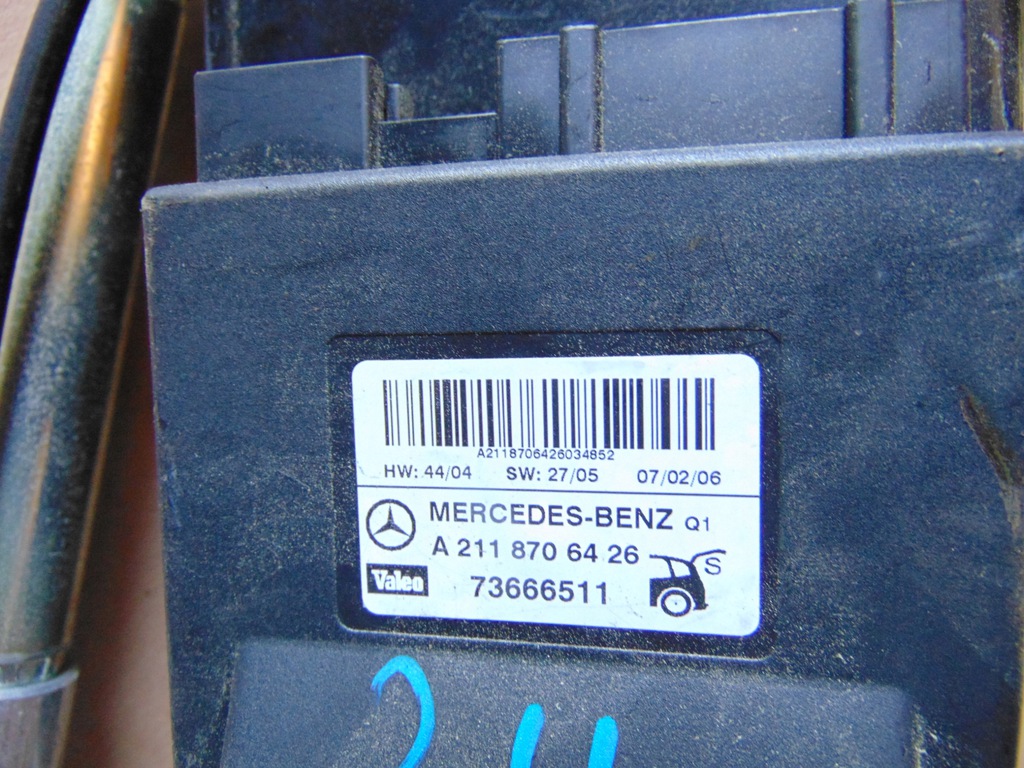 A2118706426034852
HW: 44/04 SW: 27/05 07/02/06
MERCEDES-BENZ Q1
A 211 870 64 26
Valeo 73666511 S